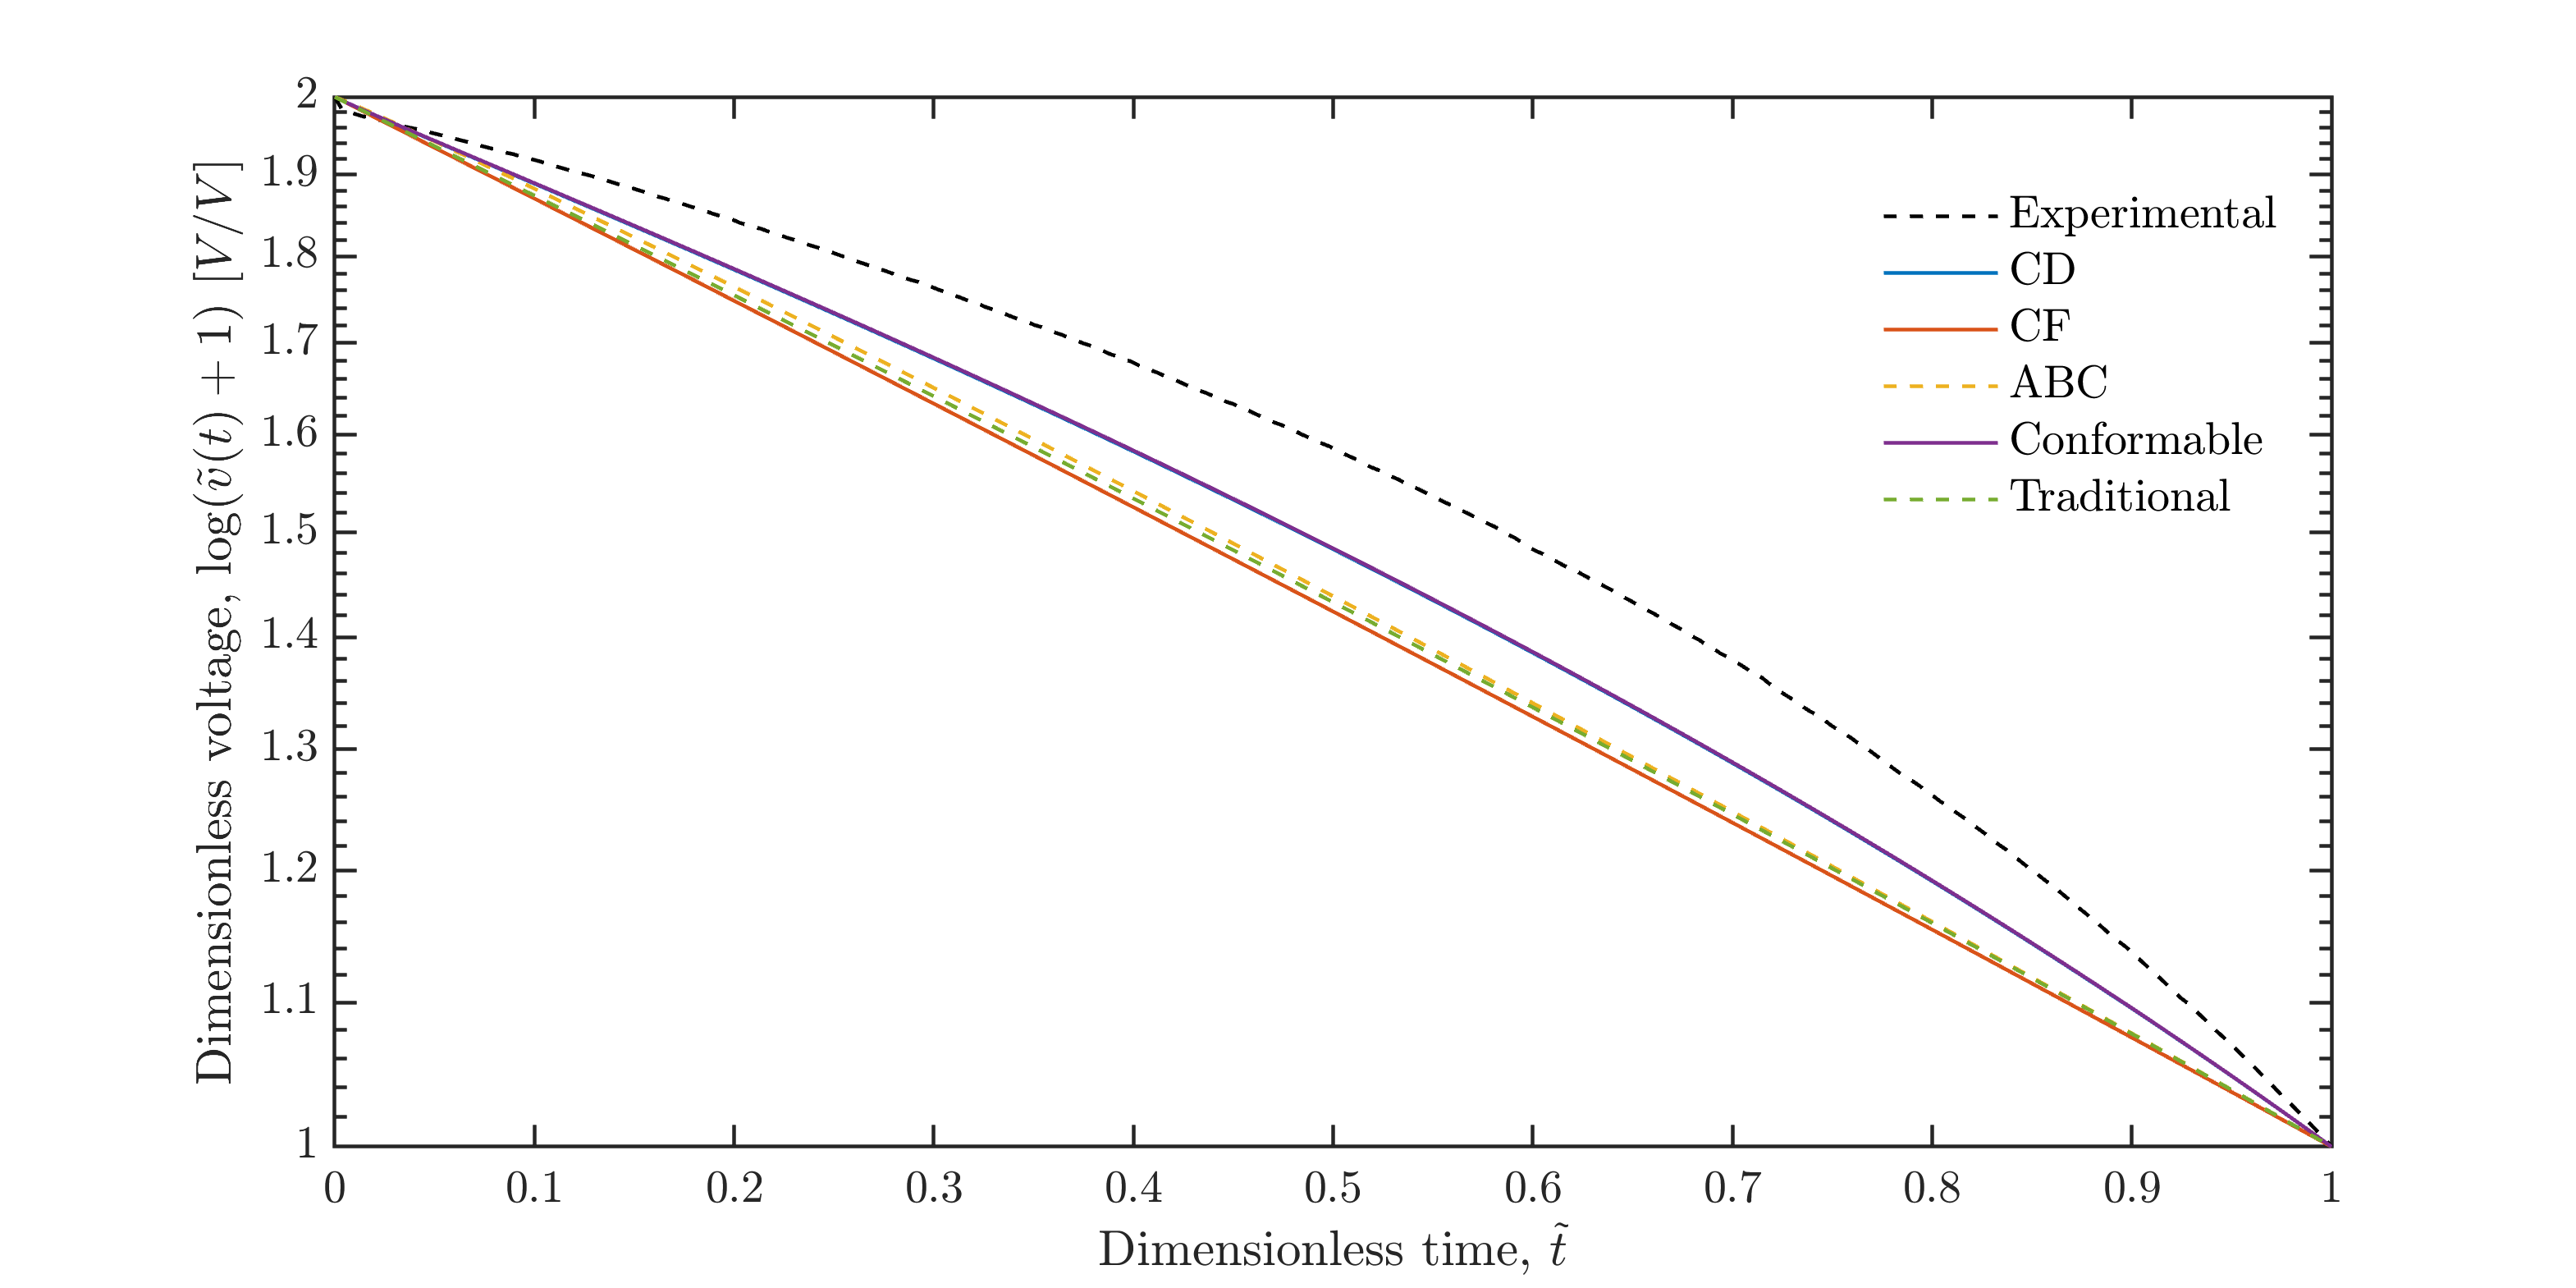 Dimensionless voltage, log(ṽ(t) + 1) [V/V]
2
1.9
1.8
1.7
1.6
1.5
1.4
1.3
1.2
1.1
1
Experimental
CD
CF
ABC
Conformable
Traditional
0 0.1 0.2 0.3 0.4 0.5 0.6 0.7 0.8 0.9 1
Dimensionless time, t̃